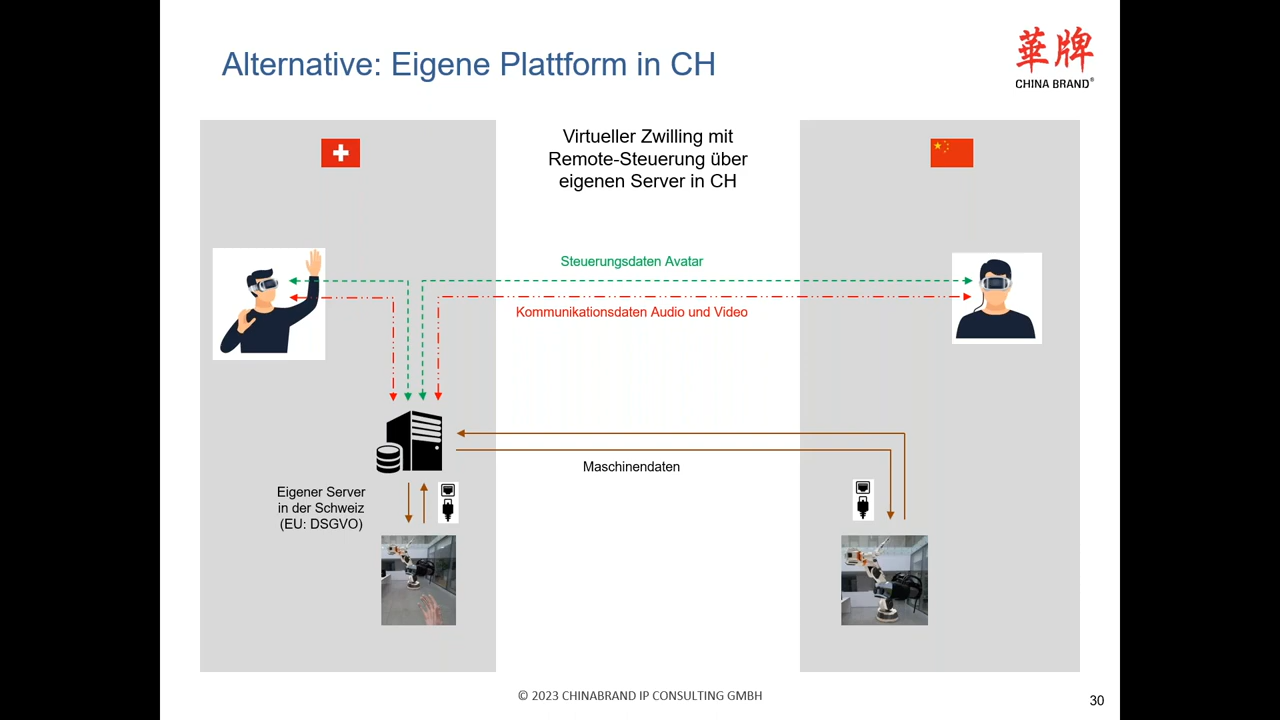 Alternative: Eigene Plattform in CH
華牌
CHINA BRAND®
Virtueller Zwilling mit
Remote-Steuerung über
eigenen Server in CH
Steuerungsdaten Avatar
Kommunikationsdaten Audio und Video
Maschinendaten
Eigener Server
in der Schweiz
(EU: DSGVO)
© 2023 CHINABRAND IP CONSULTING GMBH
30